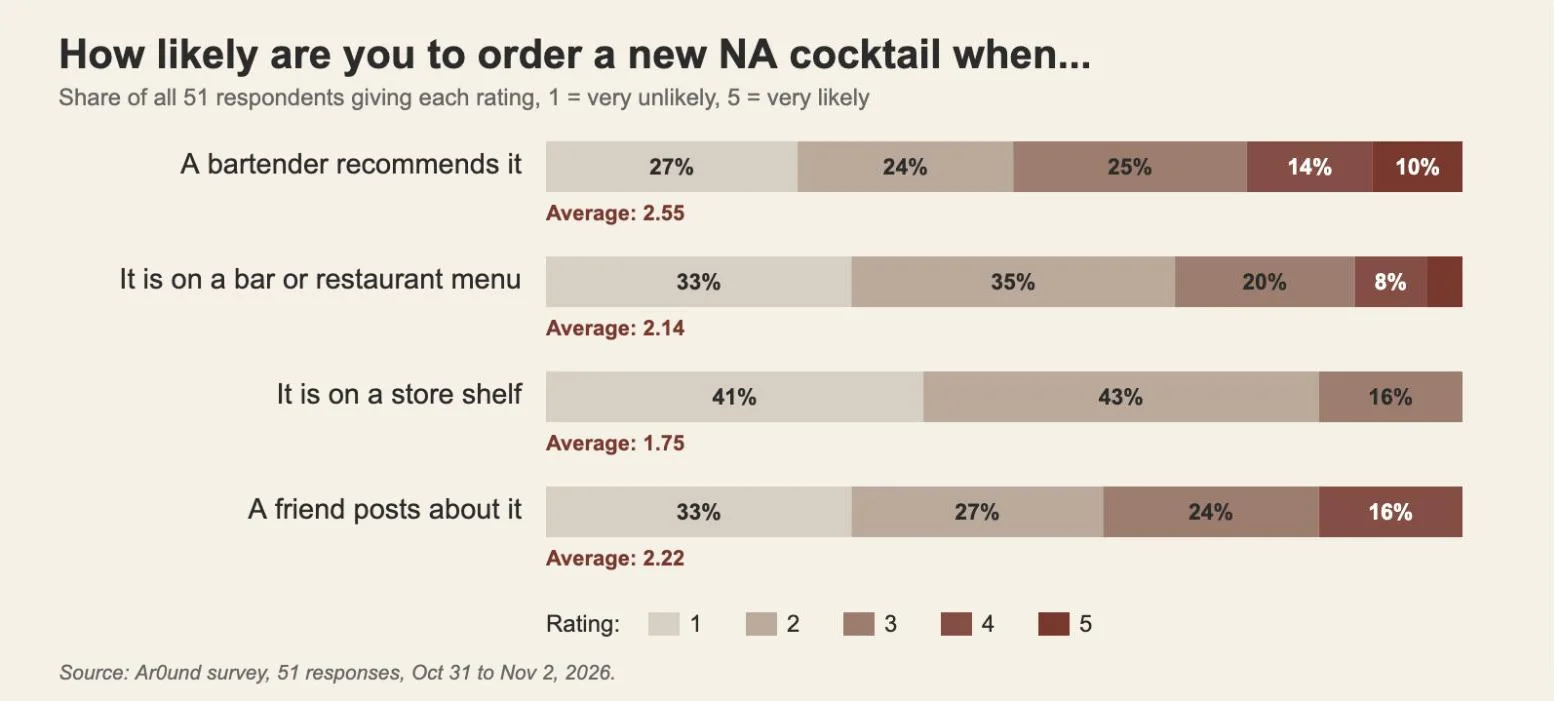 How likely are you to order a new NA cocktail when...
Share of all 51 respondents giving each rating, 1 = very unlikely, 5 = very likely
A bartender recommends it
27% 24% 25% 14% 10%
Average: 2.55
It is on a bar or restaurant menu
33% 35% 20% 8%
Average: 2.14
It is on a store shelf
41% 43% 16%
Average: 1.75
A friend posts about it
33% 27% 24% 16%
Average: 2.22
Rating: 1 2 3 4 5
Source: Ar0und survey, 51 responses, Oct 31 to Nov 2, 2026.